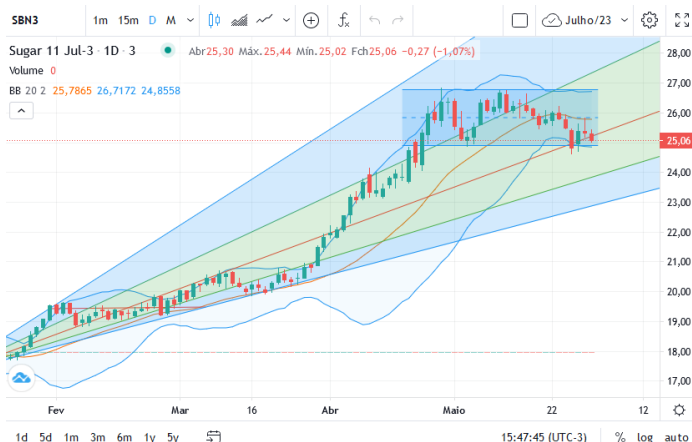 SBN3 1m 15m D M fx Julho/23
Sugar 11 Jul-3 · 1D · 3 Abr25,30 Máx.25,44 Mín.25,02 Fch25,06 −0,27 (−1,07%)
Volume 0
BB 20 2 25,7865 26,7172 24,8558
28,00
27,00
26,00
25,06
24,00
23,00
22,00
21,00
20,00
19,00
18,00
17,00
Fev Mar 16 Abr Maio 22 12
1d 5d 1m 3m 6m 1y 5y 15:47:45 (UTC-3) % log auto